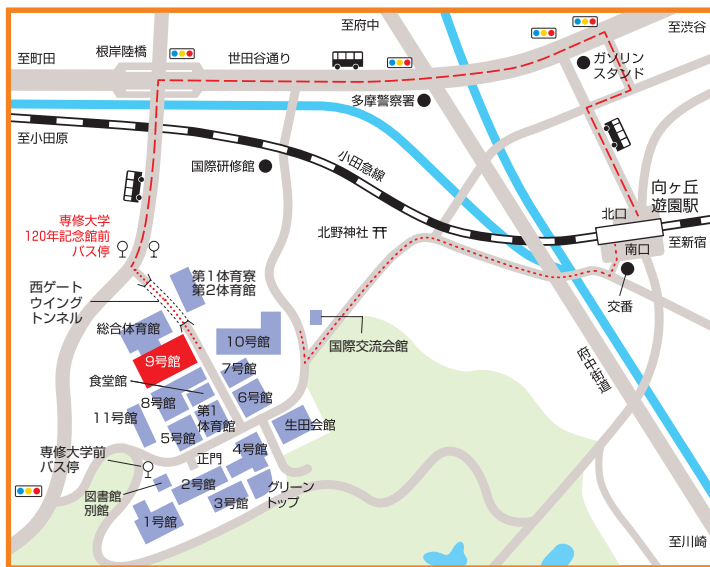 至府中
至渋谷
根岸陸橋
至町田
世田谷通り
ガソリン
スタンド
多摩警察署
至小田原
小田急線
国際研修館
向ヶ丘
遊園駅
北口
専修大学
120年記念館前
バス停
北野神社
至新宿
南口
交番
西ゲート
ウイング
トンネル
第1体育寮
第2体育館
総合体育館
10号館
国際交流会館
9号館
7号館
食堂館
8号館
6号館
府中街道
11号館
第1
体育館
5号館
生田会館
4号館
専修大学前
バス停
正門
2号館
グリーン
トップ
図書館
別館
3号館
1号館
至川崎